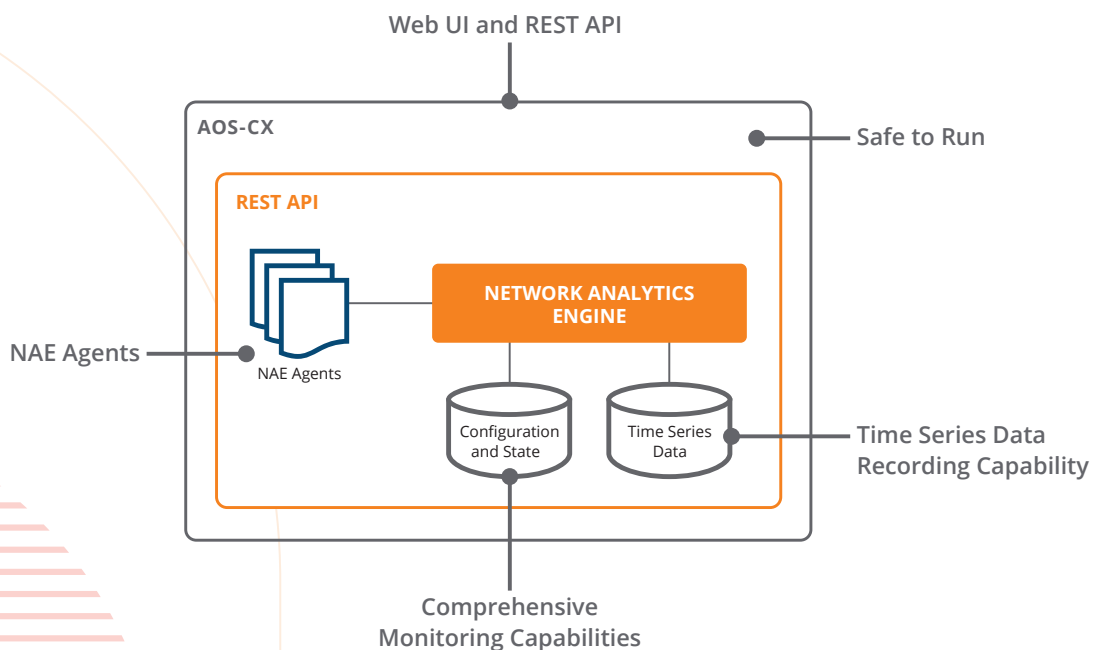 Web UI and REST API
AOS-CX
Safe to Run
REST API
NETWORK ANALYTICS
ENGINE
NAE Agents
NAE Agents
Configuration
and State
Time Series
Data
Time Series Data
Recording Capability
Comprehensive
Monitoring Capabilities